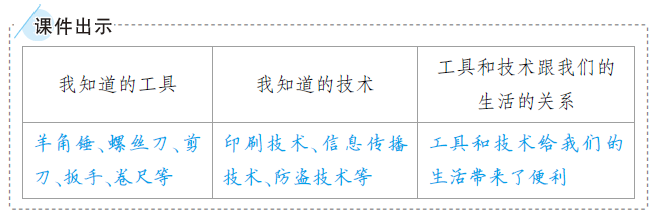 课件出示
我知道的工具
我知道的技术
工具和技术跟我们的
生活的关系
羊角锤、螺丝刀、剪
刀、扳手、卷尺等
印刷技术、信息传播
技术、防盗技术等
工具和技术给我们的
生活带来了便利